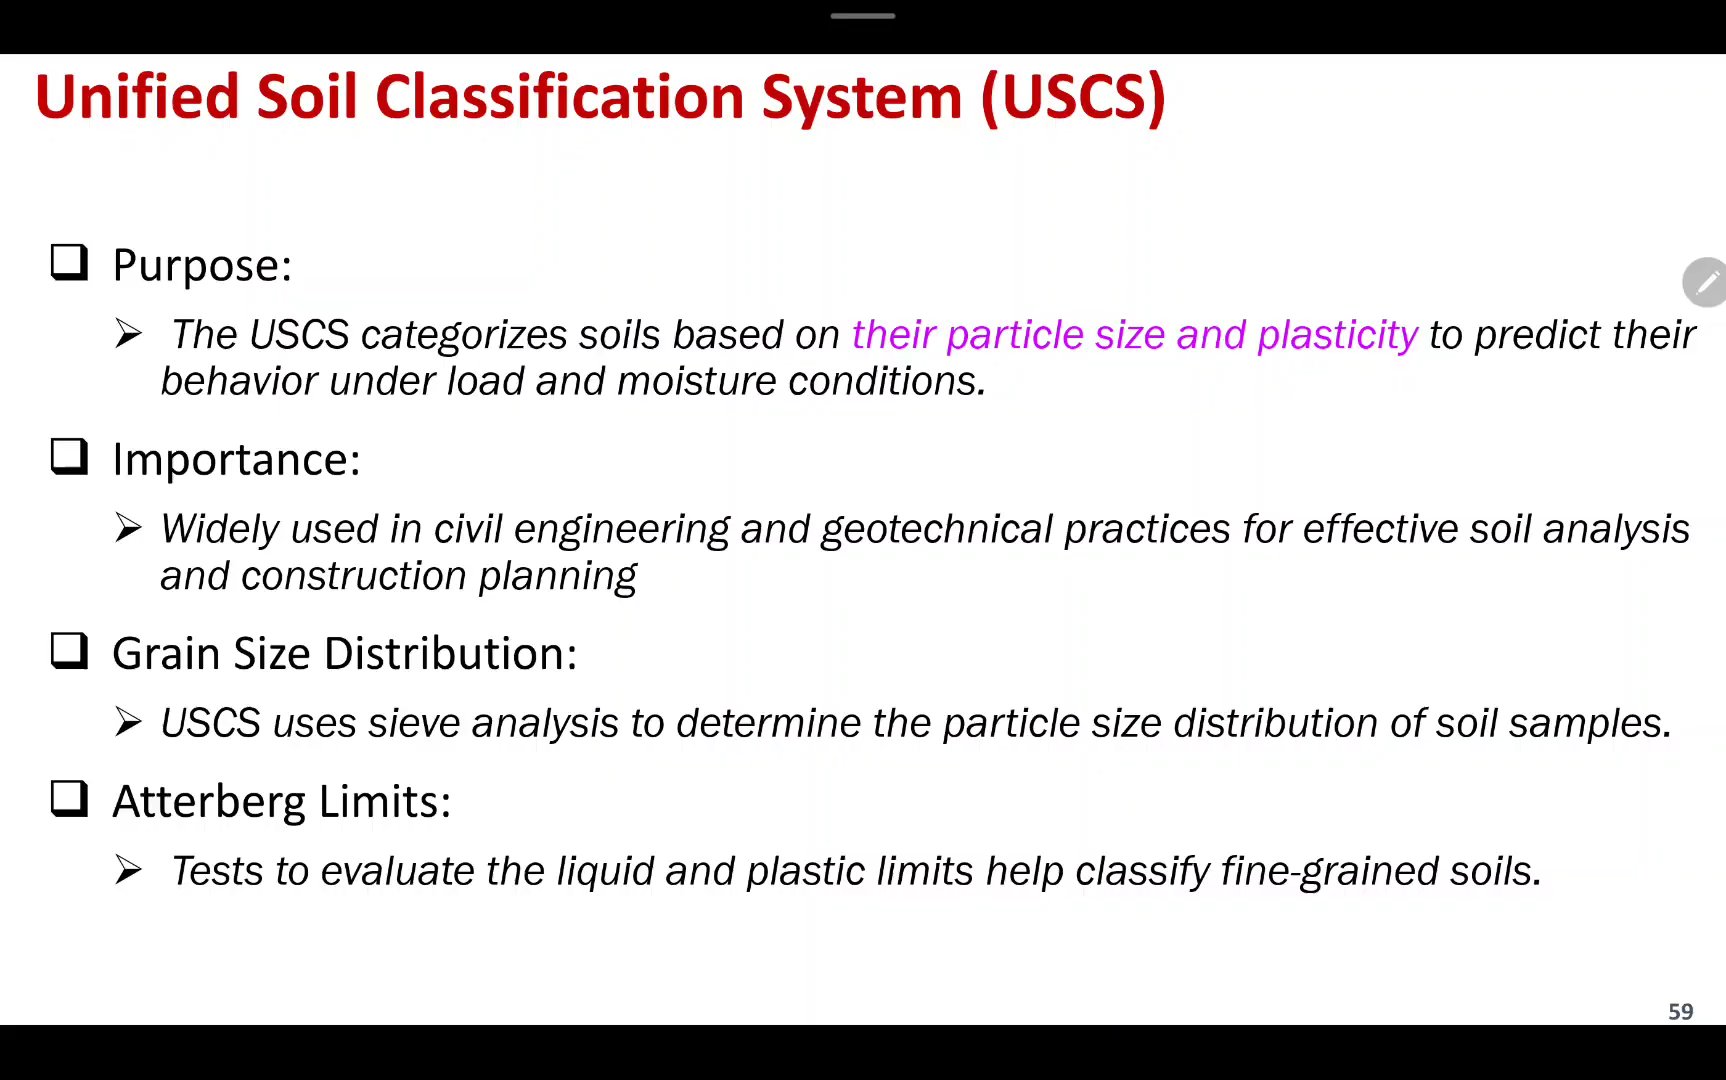 Unified Soil Classification System (USCS)
Purpose:
The USCS categorizes soils based on their particle size and plasticity to predict their
behavior under load and moisture conditions.
Importance:
Widely used in civil engineering and geotechnical practices for effective soil analysis
and construction planning
Grain Size Distribution:
USCS uses sieve analysis to determine the particle size distribution of soil samples.
Atterberg Limits:
Tests to evaluate the liquid and plastic limits help classify fine-grained soils.
59